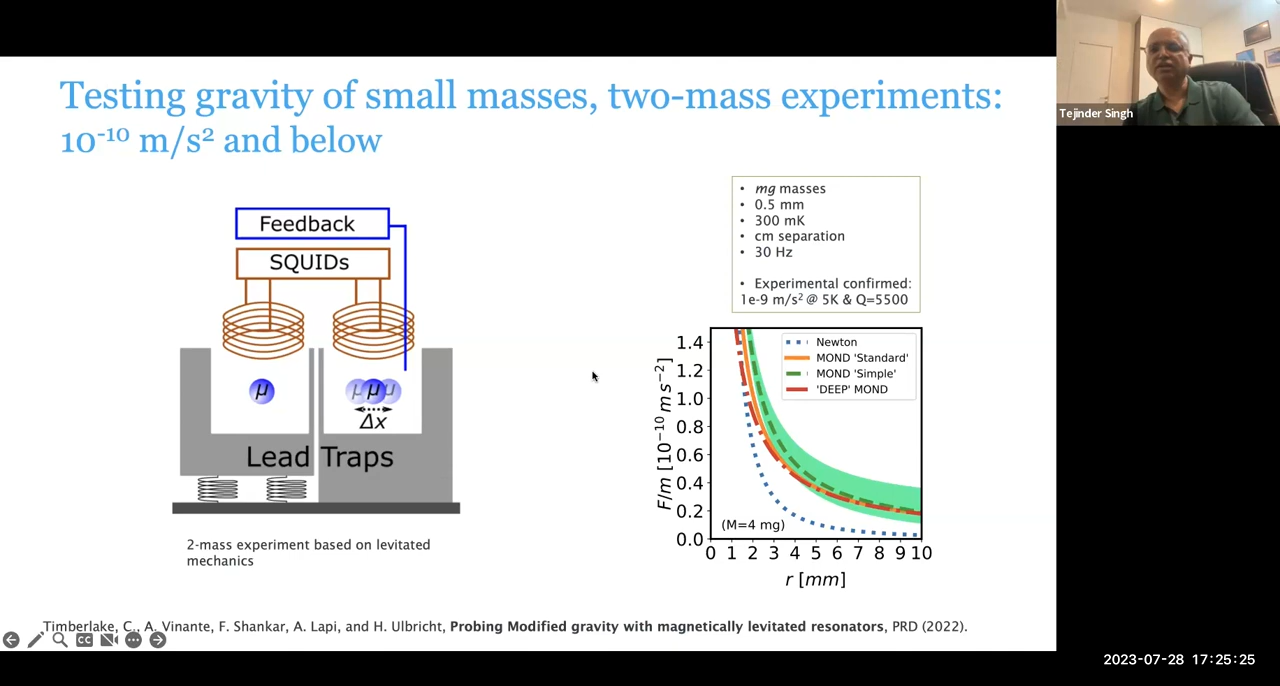 Testing gravity of small masses, two-mass experiments:
10⁻¹⁰ m/s² and below
Tejinder Singh
Feedback
SQUIDs
μ
μ μ μ
Δx
Lead Traps
2-mass experiment based on levitated
mechanics
• mg masses
• 0.5 mm
• 300 mK
• cm separation
• 30 Hz
• Experimental confirmed:
1e-9 m/s² @ 5K & Q=5500
F/m [10⁻¹⁰ m s⁻²]
1.4
1.2
1.0
0.8
0.6
0.4
0.2
0.0
Newton
MOND 'Standard'
MOND 'Simple'
'DEEP' MOND
(M=4 mg)
0 1 2 3 4 5 6 7 8 9 10
r [mm]
Timberlake, C., A. Vinante, F. Shankar, A. Lapi, and H. Ulbricht, Probing Modified gravity with magnetically levitated resonators, PRD (2022).
CC
2023-07-28 17:25:25